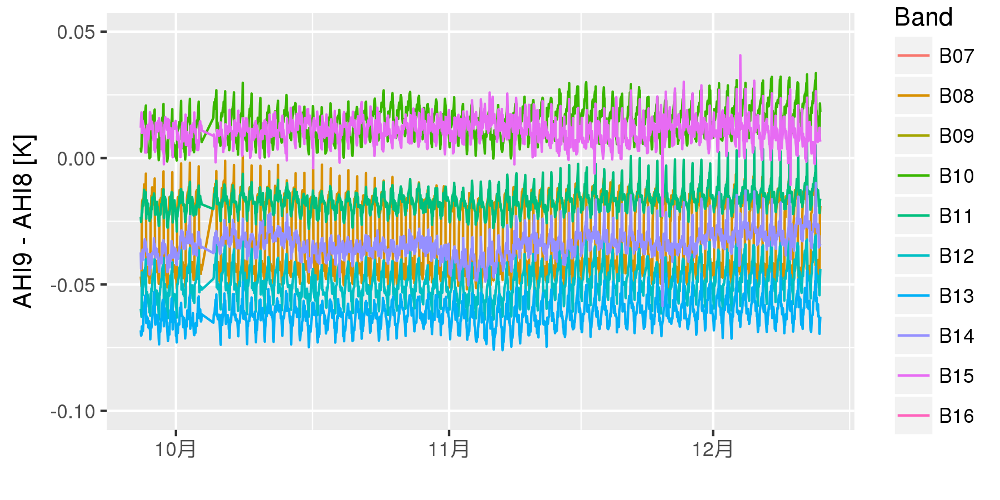 AHI9 - AHI8 [K]
0.05
0.00
-0.05
-0.10
10月
11月
12月
Band
B07
B08
B09
B10
B11
B12
B13
B14
B15
B16